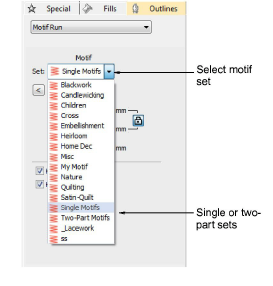 Special Fills Outlines
Motif Run
Motif
Set: Single Motifs
Select motif
set
<
Blackwork
Candlewicking
Children
Cross
mm
Embellishment
mm
Heirloom
Home Dec
mm
Misc
My Motif
Nature
Quilting
Satin-Quilt
Single Motifs
Two-Part Motifs
_Lacework
ss
Single or two-
part sets